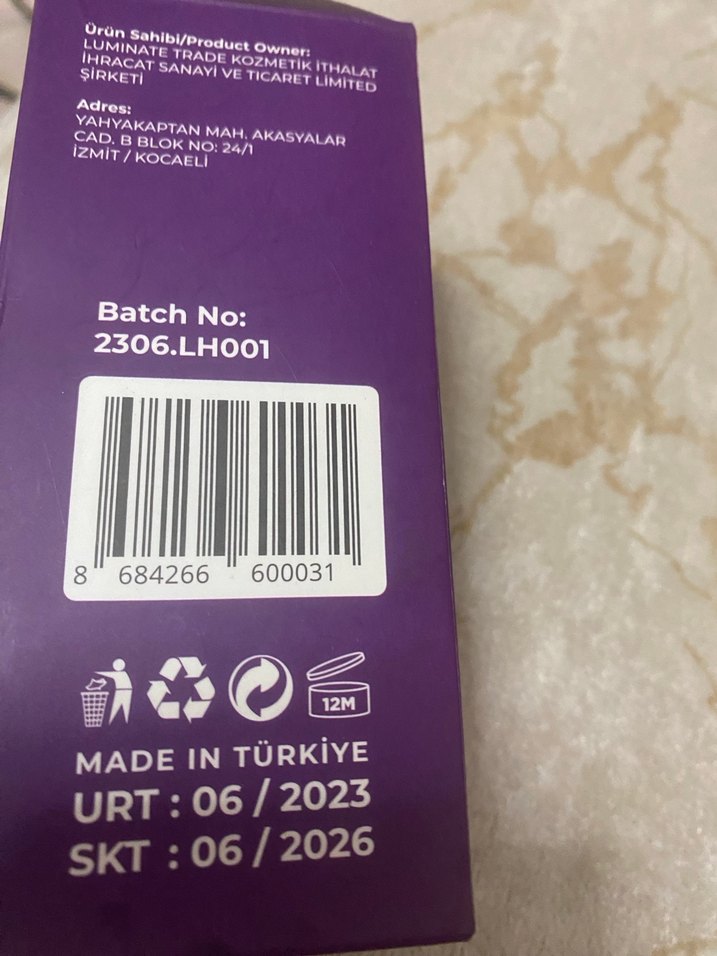 Ürün Sahibi/Product Owner:
LUMINATE TRADE KOZMETİK İTHALAT
İHRACAT SANAYİ VE TİCARET LİMİTED
ŞİRKETİ
Adres:
YAHYAKAPTAN MAH. AKASYALAR
CAD. B BLOK NO: 24/1
İZMİT / KOCAELİ
Batch No:
2306.LH001
8 684266 600031
12M
MADE IN TÜRKİYE
URT : 06 / 2023
SKT : 06 / 2026